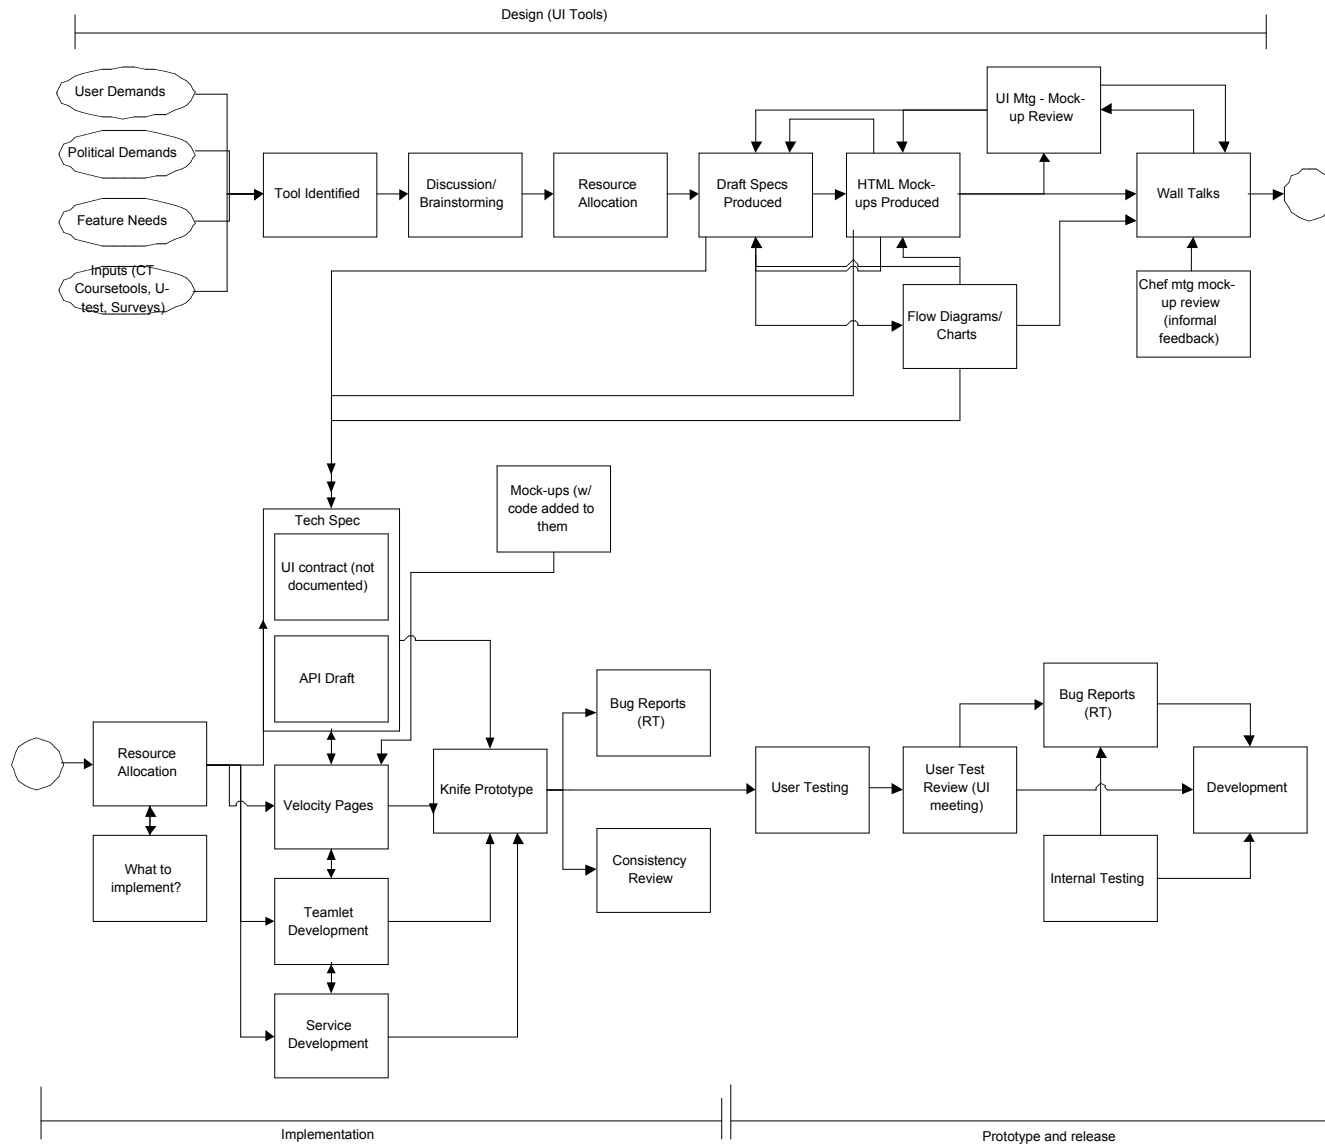 Design (UI Tools)
User Demands
Political Demands
Feature Needs
Inputs (CT
Coursetools, U-
test, Surveys)
Tool Identified
Discussion/
Brainstorming
Resource
Allocation
Draft Specs
Produced
HTML Mock-
ups Produced
UI Mtg - Mock-
up Review
Wall Talks
Flow Diagrams/
Charts
Chef mtg mock-
up review
(informal
feedback)
Mock-ups (w/
code added to
them
Tech Spec
UI contract (not
documented)
API Draft
Resource
Allocation
What to
implement?
Velocity Pages
Teamlet
Development
Service
Development
Knife Prototype
Bug Reports
(RT)
Consistency
Review
User Testing
User Test
Review (UI
meeting)
Bug Reports
(RT)
Internal Testing
Development
Implementation
Prototype and release